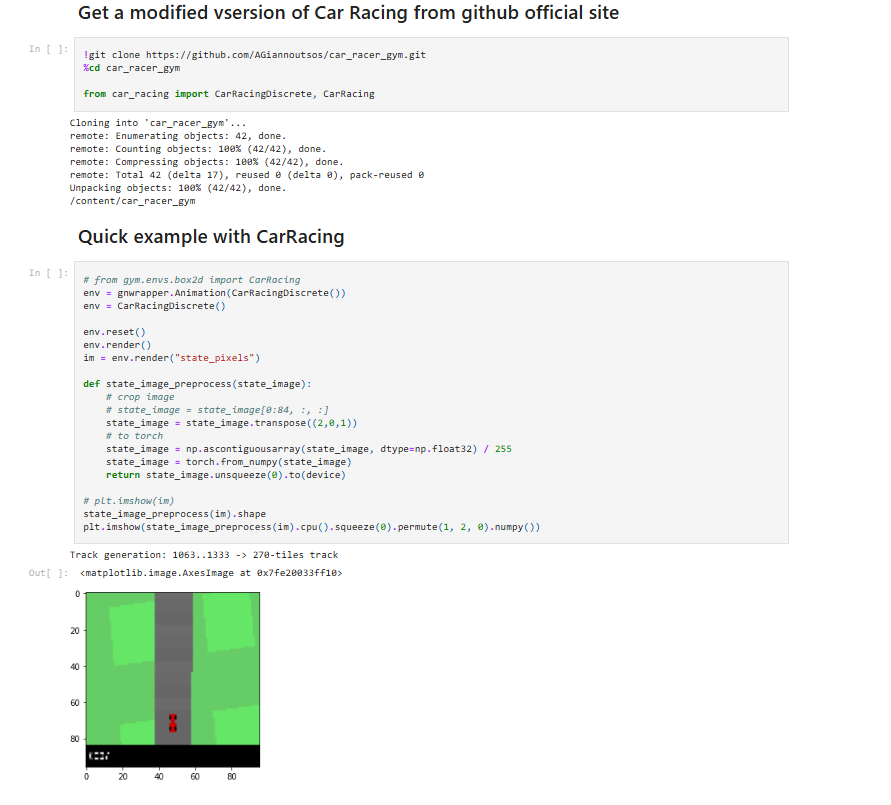 Get a modified vsersion of Car Racing from github official site
In [ ]:
!git clone https://github.com/AGiannoutsos/car_racer_gym.git
%cd car_racer_gym
from car_racing import CarRacingDiscrete, CarRacing
Cloning into 'car_racer_gym'...
remote: Enumerating objects: 42, done.
remote: Counting objects: 100% (42/42), done.
remote: Compressing objects: 100% (42/42), done.
remote: Total 42 (delta 17), reused 0 (delta 0), pack-reused 0
Unpacking objects: 100% (42/42), done.
/content/car_racer_gym
Quick example with CarRacing
In [ ]:
# from gym.envs.box2d import CarRacing
env = gnwrapper.Animation(CarRacingDiscrete())
env = CarRacingDiscrete()
env.reset()
env.render()
im = env.render("state_pixels")
def state_image_preprocess(state_image):
# crop image
# state_image = state_image[0:84, :, :]
state_image = state_image.transpose((2,0,1))
# to torch
state_image = np.ascontiguousarray(state_image, dtype=np.float32) / 255
state_image = torch.from_numpy(state_image)
return state_image.unsqueeze(0).to(device)
# plt.imshow(im)
state_image_preprocess(im).shape
plt.imshow(state_image_preprocess(im).cpu().squeeze(0).permute(1, 2, 0).numpy())
Track generation: 1063..1333 -> 270-tiles track
Out[ ]: <matplotlib.image.AxesImage at 0x7fe20033ff10>
0
20
40
60
80
0 20 40 60 80